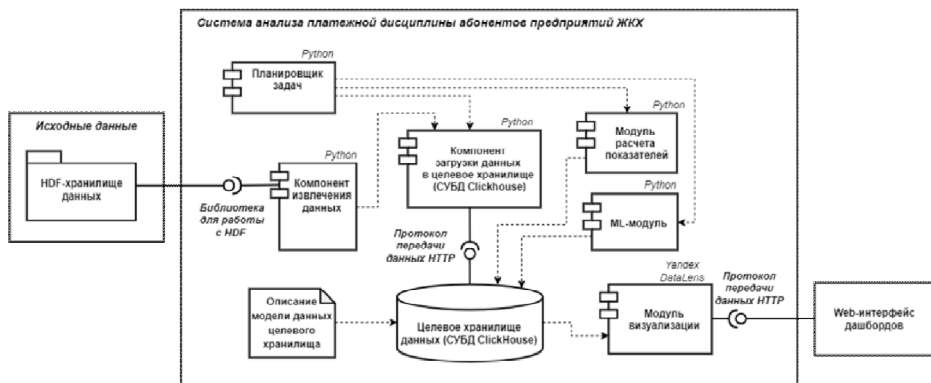 Система анализа платежной дисциплины абонентов предприятий ЖКХ
Python
Планировщик
задач
Исходные данные
HDF-хранилище
данных
Библиотека
для работы
с HDF
Python
Компонент
извлечения
данных
Python
Компонент
загрузки данных
в целевое хранилище
(СУБД Clickhouse)
Python
Модуль
расчета
показателей
Python
ML-модуль
Протокол
передачи
данных HTTP
Описание
модели данных
целевого
хранилища
Целевое хранилище
данных (СУБД ClickHouse)
Yandex
DataLens
Модуль
визуализации
Протокол
передачи
данных HTTP
Web-интерфейс
дашбордов